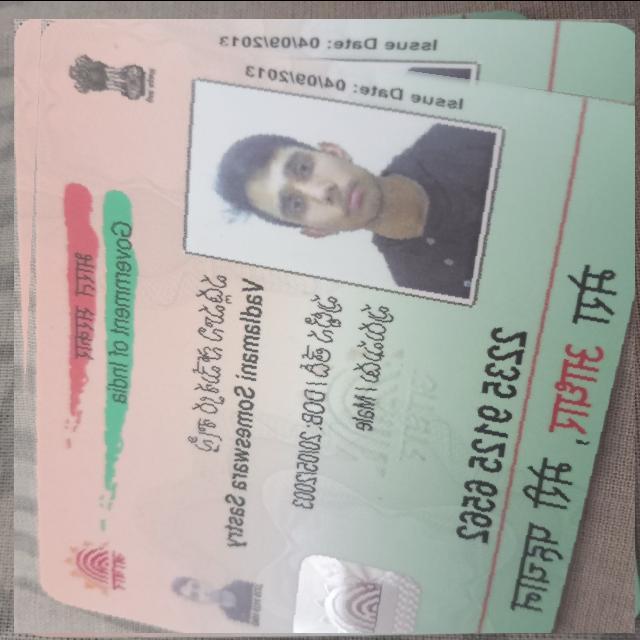 भारत सरकार
Government of India
Issue Date: 04/09/2013
Issue Date: 04/09/2013
వడ్లమాని సోమేశ్వర శాస్త్రి
Vadlamani Someswara Sastry
పుట్టిన తేదీ / DOB: 20/05/2003
పురుషుడు / Male
2235 9125 6562
मेरा आधार, मेरी पहचान